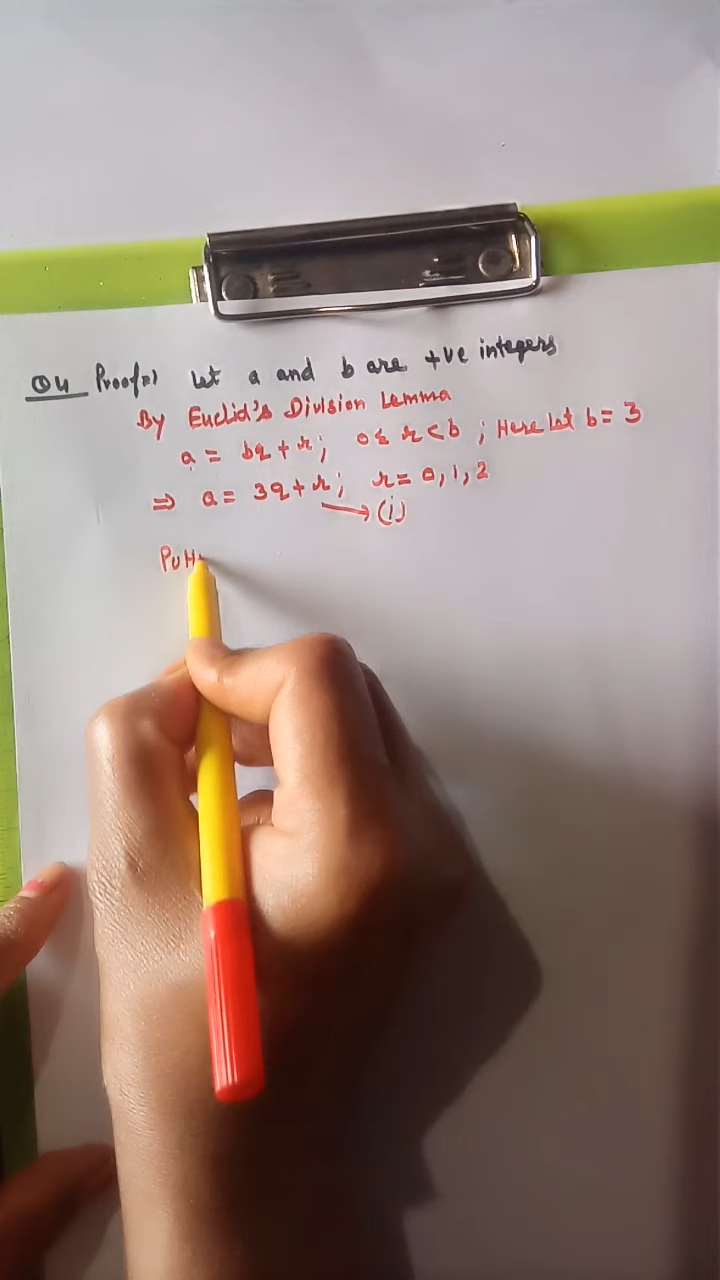 Q4 Proof(=) Let a and b are +ve integers
By Euclid's Division Lemma
a = bq + r; 0 ≤ r < b ; Here Let b = 3
⇒ a = 3q + r; r = 0, 1, 2
→ (i)
Putt